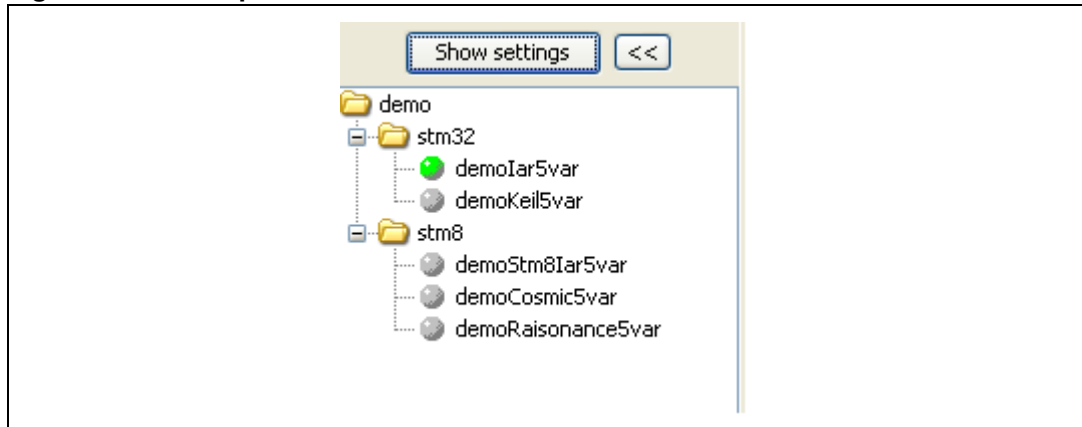 Show settings <<
demo
stm32
demoIar5var
demoKeil5var
stm8
demoStm8Iar5var
demoCosmic5var
demoRaisonance5var